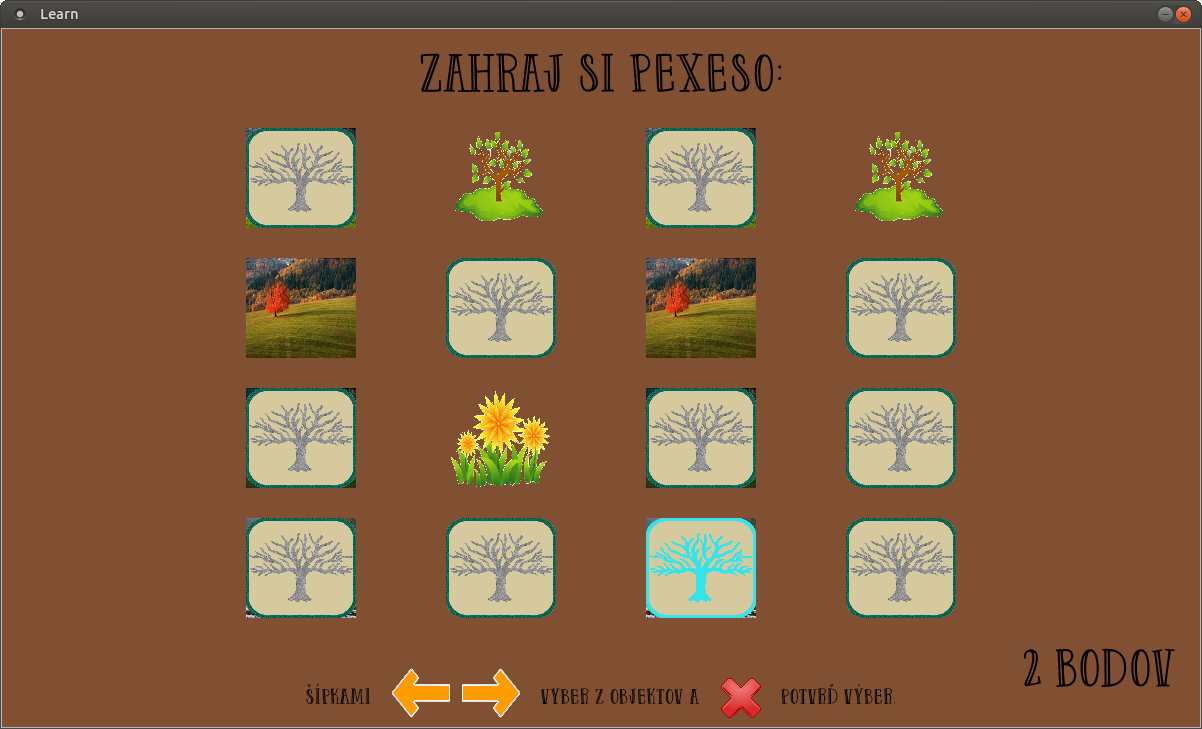 Learn
ZAHRAJ SI PEXESO:
2 BODOV
ŠÍPKAMI VYBER Z OBJEKTOV A POTVRĎ VÝBER.